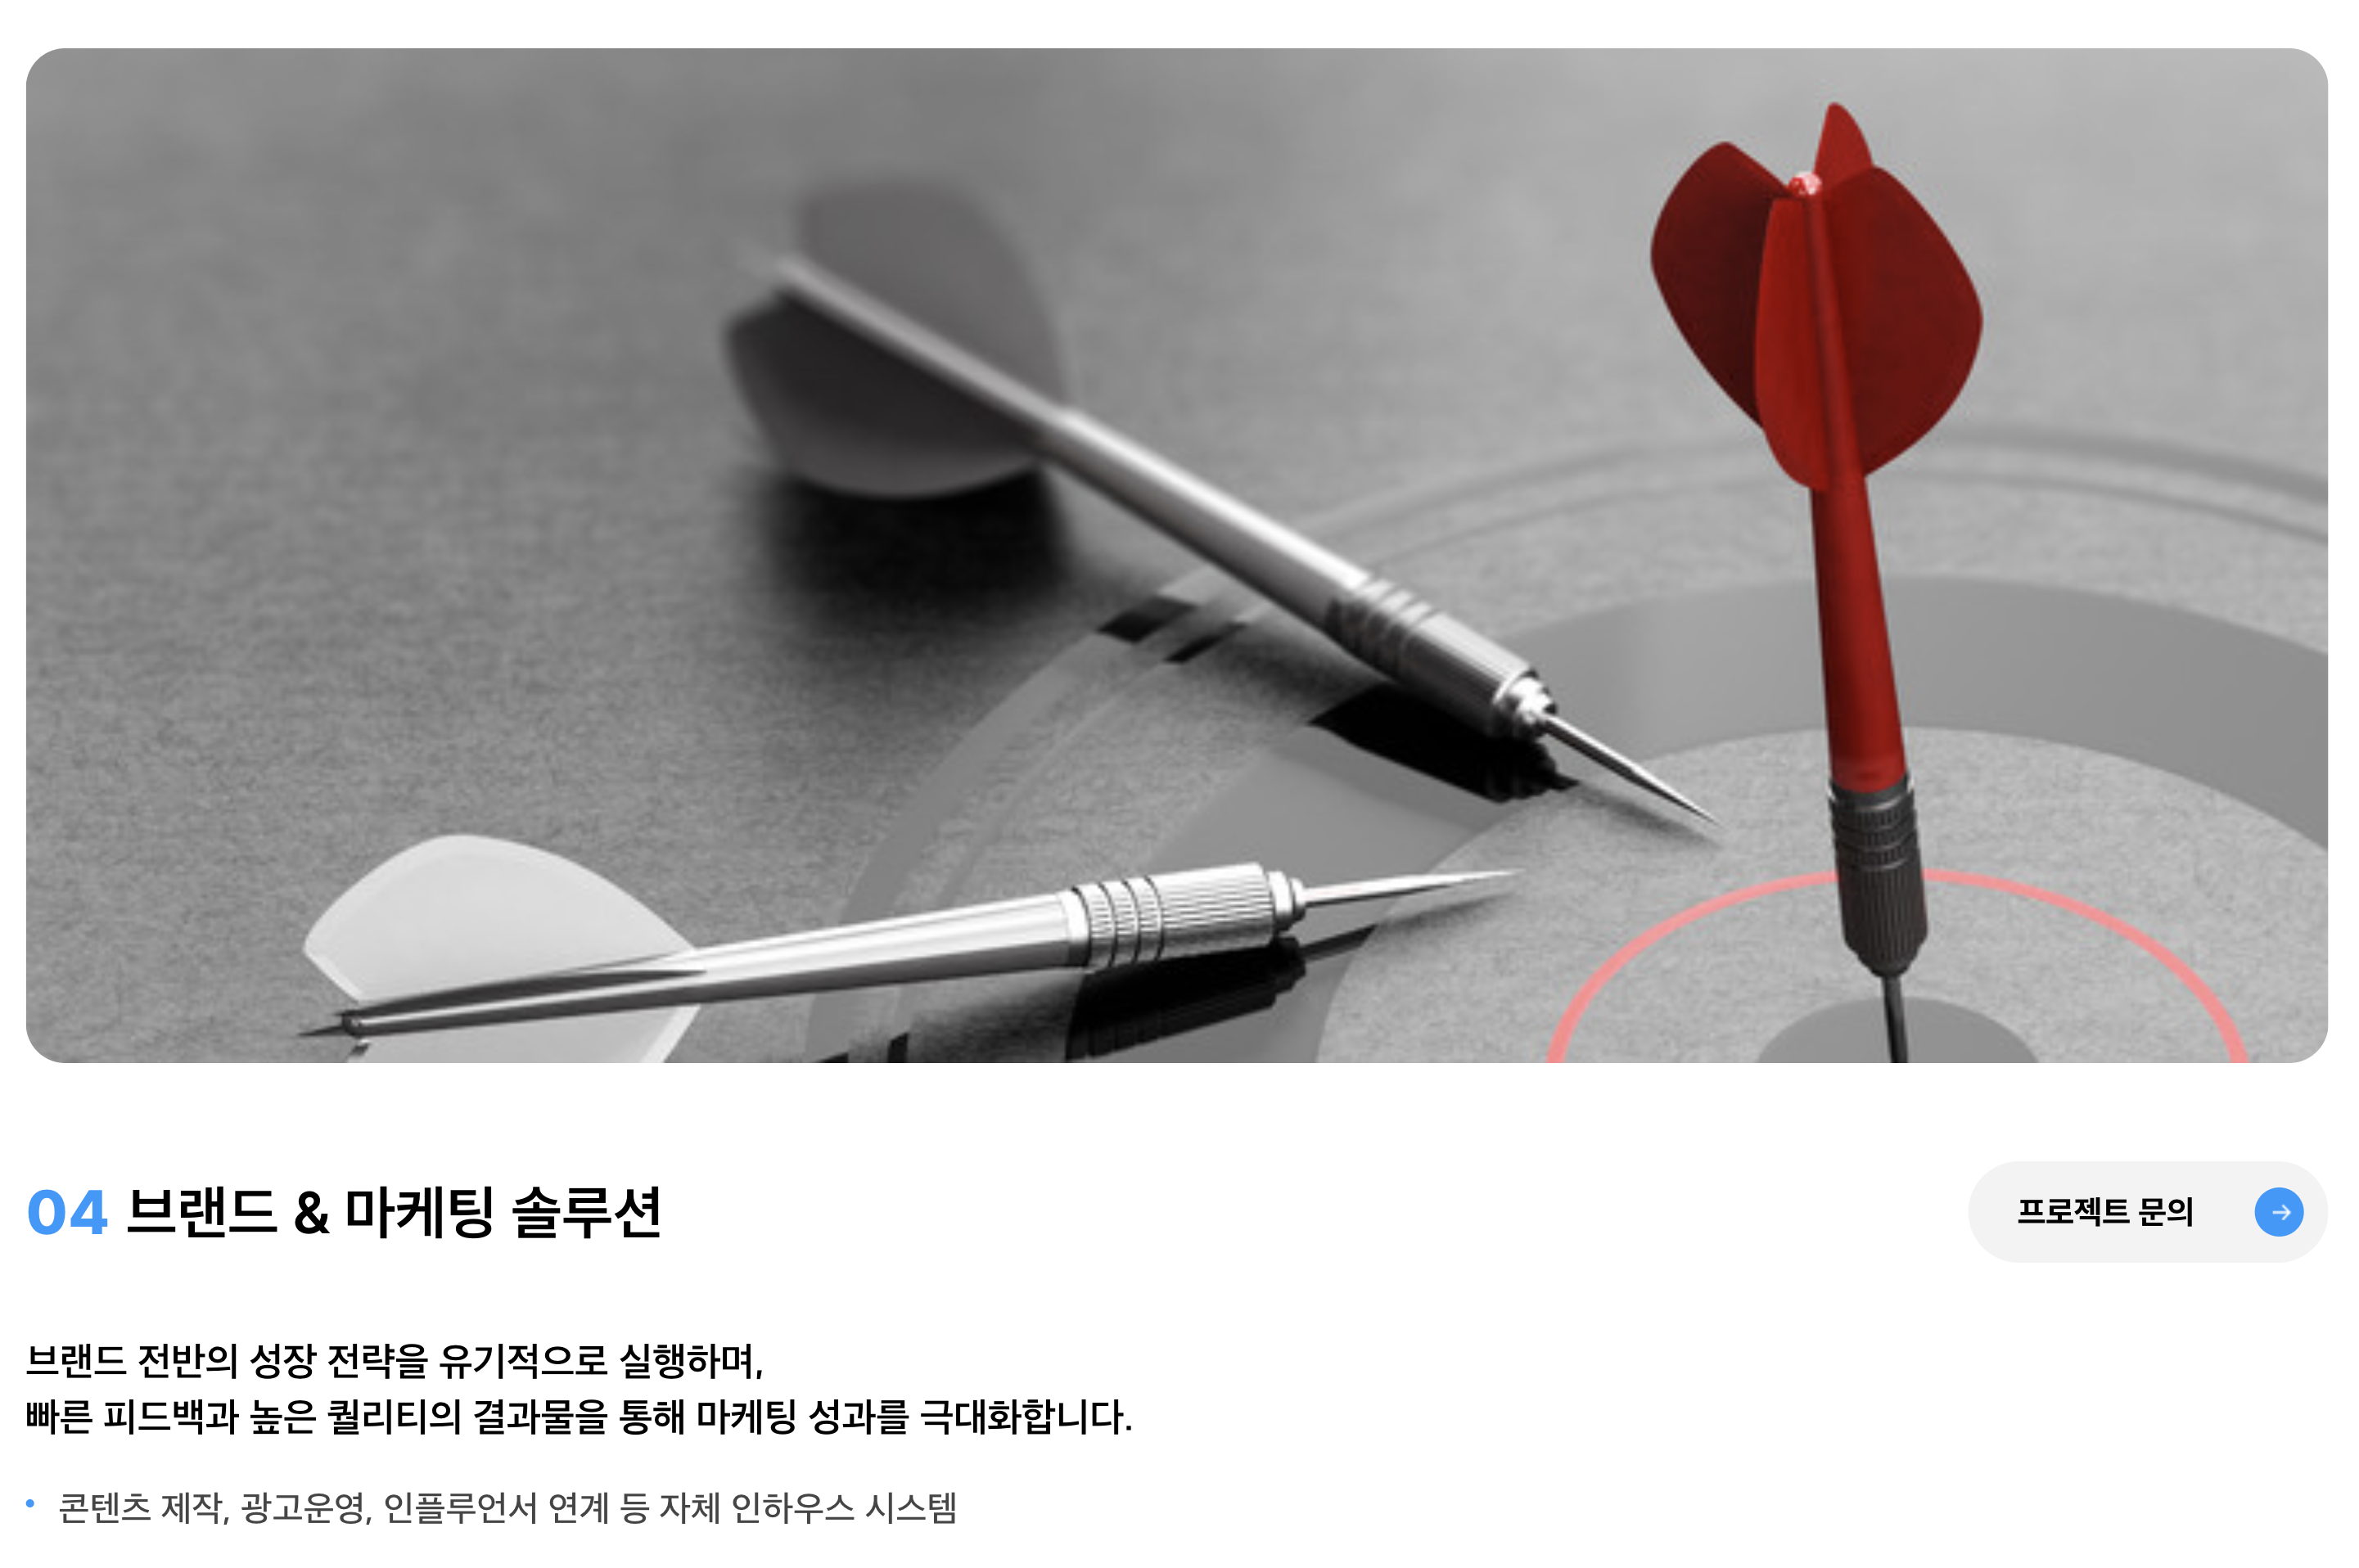 04 브랜드 & 마케팅 솔루션
프로젝트 문의
브랜드 전반의 성장 전략을 유기적으로 실행하며,
빠른 피드백과 높은 퀄리티의 결과물을 통해 마케팅 성과를 극대화합니다.
• 콘텐츠 제작, 광고운영, 인플루언서 연계 등 자체 인하우스 시스템